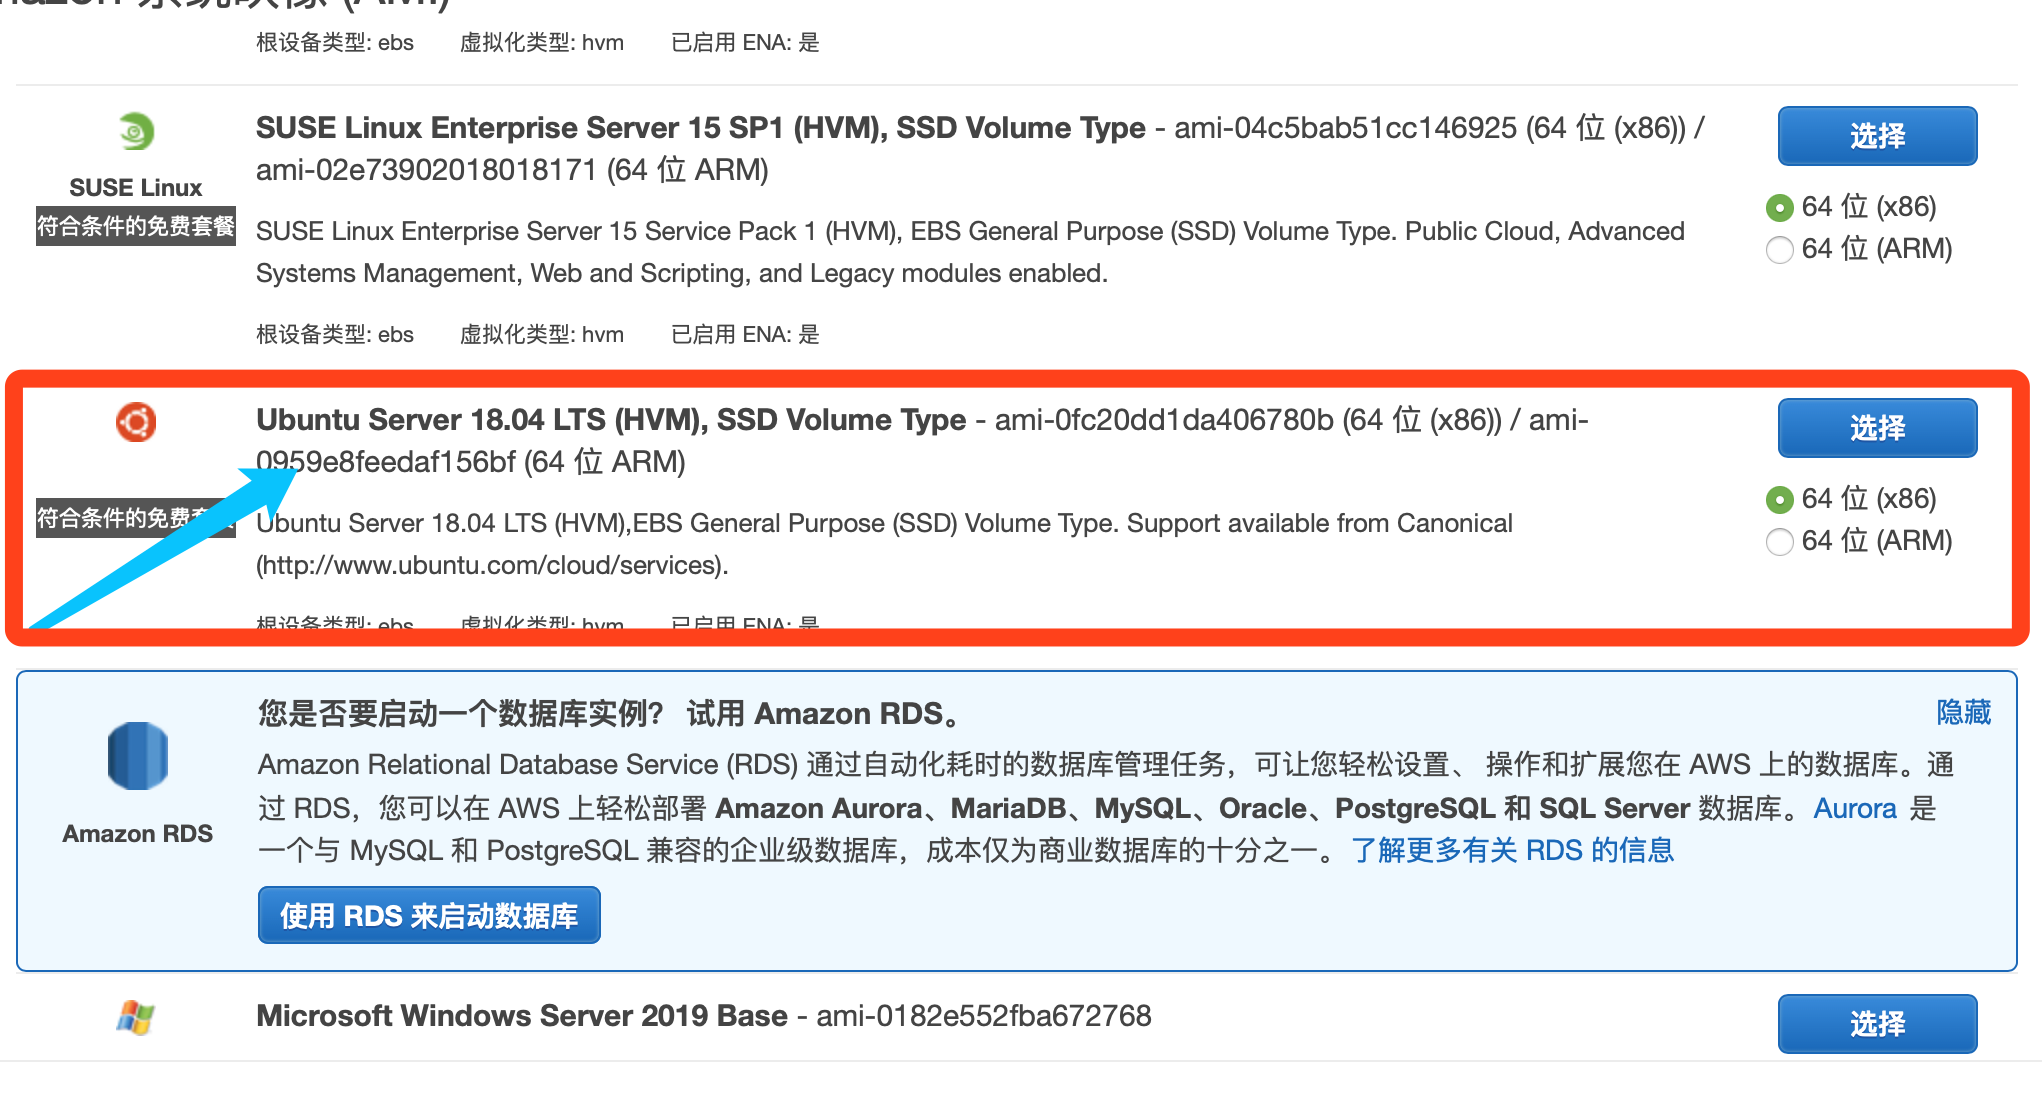 系统映像 (AMI)
根设备类型: ebs 虚拟化类型: hvm 已启用 ENA: 是
SUSE Linux
符合条件的免费套餐
SUSE Linux Enterprise Server 15 SP1 (HVM), SSD Volume Type - ami-04c5bab51cc146925 (64 位 (x86)) /
ami-02e73902018018171 (64 位 ARM)
SUSE Linux Enterprise Server 15 Service Pack 1 (HVM), EBS General Purpose (SSD) Volume Type. Public Cloud, Advanced
Systems Management, Web and Scripting, and Legacy modules enabled.
根设备类型: ebs 虚拟化类型: hvm 已启用 ENA: 是
选择
64 位 (x86)
64 位 (ARM)
符合条件的免费套
Ubuntu Server 18.04 LTS (HVM), SSD Volume Type - ami-0fc20dd1da406780b (64 位 (x86)) / ami-
0959e8feedaf156bf (64 位 ARM)
Ubuntu Server 18.04 LTS (HVM),EBS General Purpose (SSD) Volume Type. Support available from Canonical
(http://www.ubuntu.com/cloud/services).
根设备类型: ebs 虚拟化类型: hvm 已启用 ENA: 是
选择
64 位 (x86)
64 位 (ARM)
Amazon RDS
您是否要启动一个数据库实例？ 试用 Amazon RDS。
隐藏
Amazon Relational Database Service (RDS) 通过自动化耗时的数据库管理任务，可让您轻松设置、 操作和扩展您在 AWS 上的数据库。通
过 RDS，您可以在 AWS 上轻松部署 Amazon Aurora、MariaDB、MySQL、Oracle、PostgreSQL 和 SQL Server 数据库。Aurora 是
一个与 MySQL 和 PostgreSQL 兼容的企业级数据库，成本仅为商业数据库的十分之一。 了解更多有关 RDS 的信息
使用 RDS 来启动数据库
Microsoft Windows Server 2019 Base - ami-0182e552fba672768
选择